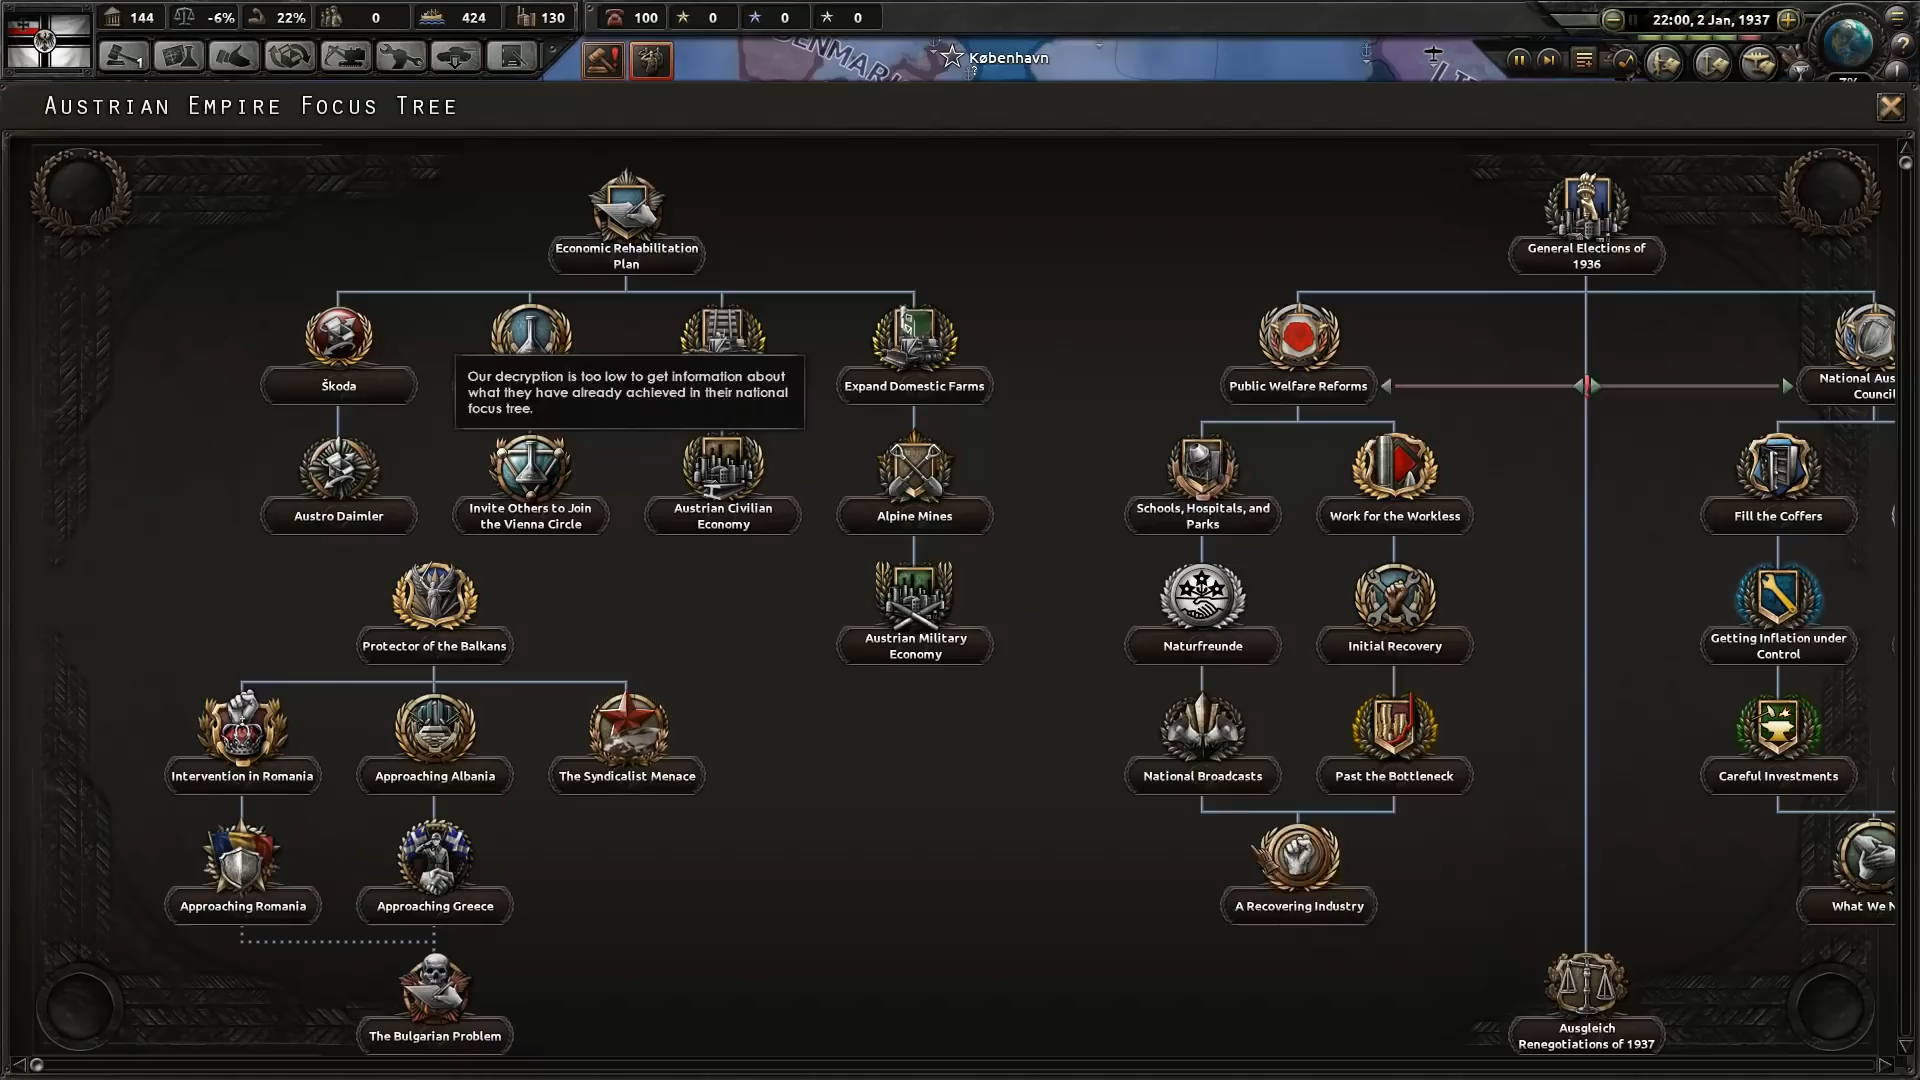 144
-6%
22%
0
424
130
100
0
0
0
22:00, 2 Jan, 1937
1
København
?
AUSTRIAN EMPIRE FOCUS TREE
Economic Rehabilitation
Plan
General Elections of
1936
Škoda
Our decryption is too low to get information about
what they have already achieved in their national
focus tree.
Expand Domestic Farms
Public Welfare Reforms
National Aus
Council
Austro Daimler
Invite Others to Join
the Vienna Circle
Austrian Civilian
Economy
Alpine Mines
Schools, Hospitals, and
Parks
Work for the Workless
Fill the Coffers
Protector of the Balkans
Austrian Military
Economy
Naturfreunde
Initial Recovery
Getting Inflation under
Control
Intervention in Romania
Approaching Albania
The Syndicalist Menace
National Broadcasts
Past the Bottleneck
Careful Investments
Approaching Romania
Approaching Greece
A Recovering Industry
What We N
The Bulgarian Problem
Ausgleich
Renegotiations of 1937